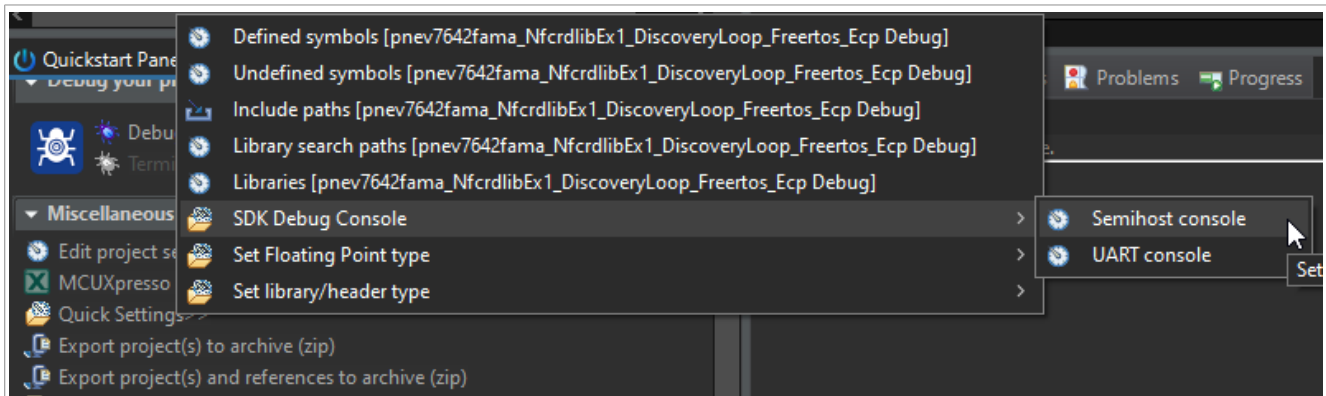 Defined symbols [pnev7642fama_NfcrdlibEx1_DiscoveryLoop_Freertos_Ecp Debug]
Quickstart Pane
Undefined symbols [pnev7642fama_NfcrdlibEx1_DiscoveryLoop_Freertos_Ecp Debug]
Problems
Progress
Debug your p
Include paths [pnev7642fama_NfcrdlibEx1_DiscoveryLoop_Freertos_Ecp Debug]
Debu
Library search paths [pnev7642fama_NfcrdlibEx1_DiscoveryLoop_Freertos_Ecp Debug]
Termi
Libraries [pnev7642fama_NfcrdlibEx1_DiscoveryLoop_Freertos_Ecp Debug]
Miscellaneous
SDK Debug Console
Semihost console
Edit project se
Set Floating Point type
UART console
Set
MCUXpresso
Set library/header type
Quick Settings>>
Export project(s) to archive (zip)
Export project(s) and references to archive (zip)